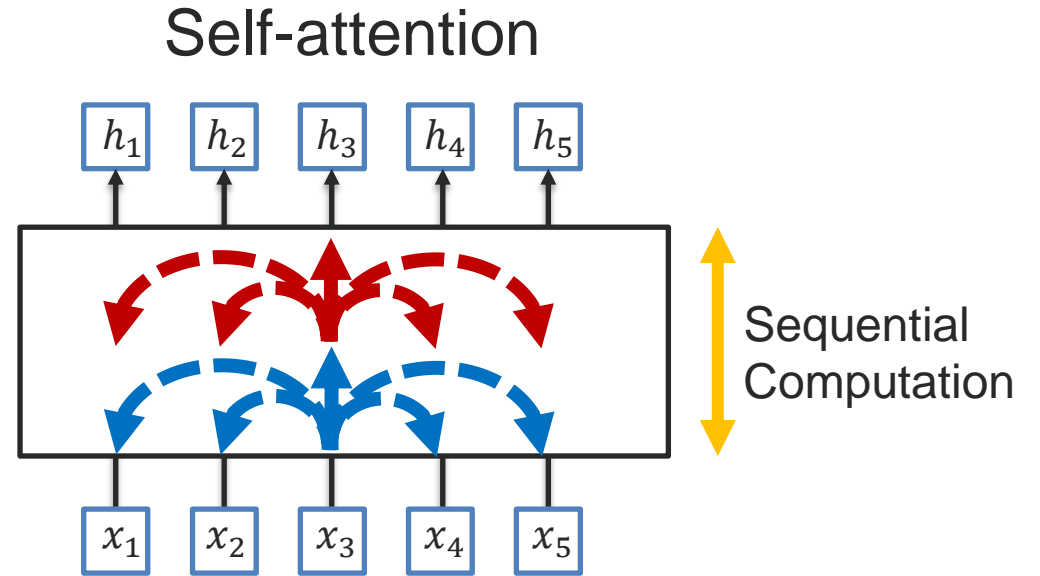 Self-attention
h₁ h₂ h₃ h₄ h₅
Sequential
Computation
x₁ x₂ x₃ x₄ x₅